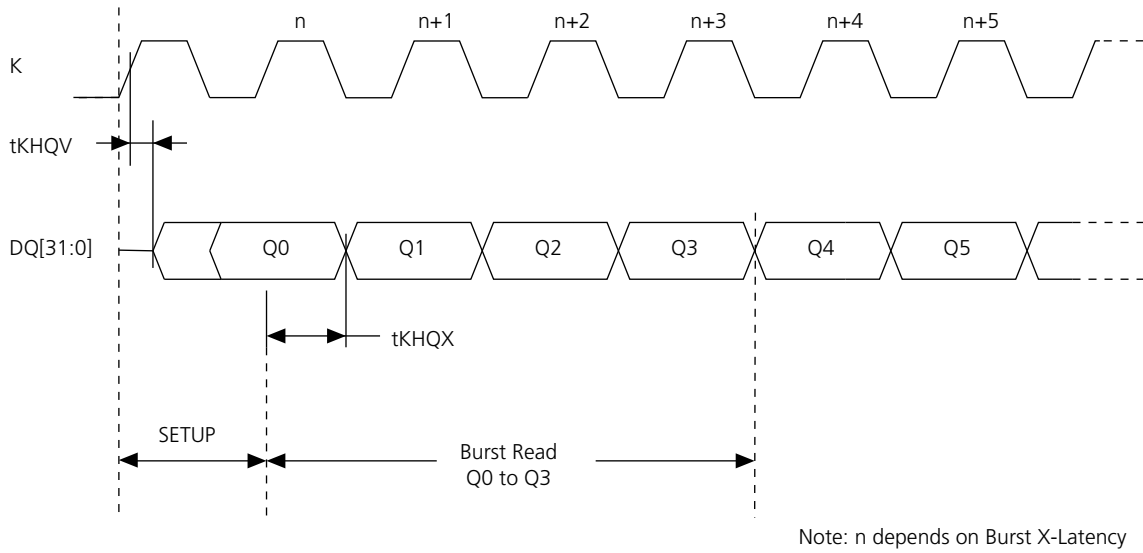 n n+1 n+2 n+3 n+4 n+5
K
tKHQV
DQ[31:0] Q0 Q1 Q2 Q3 Q4 Q5
tKHQX
SETUP
Burst Read
Q0 to Q3
Note: n depends on Burst X-Latency